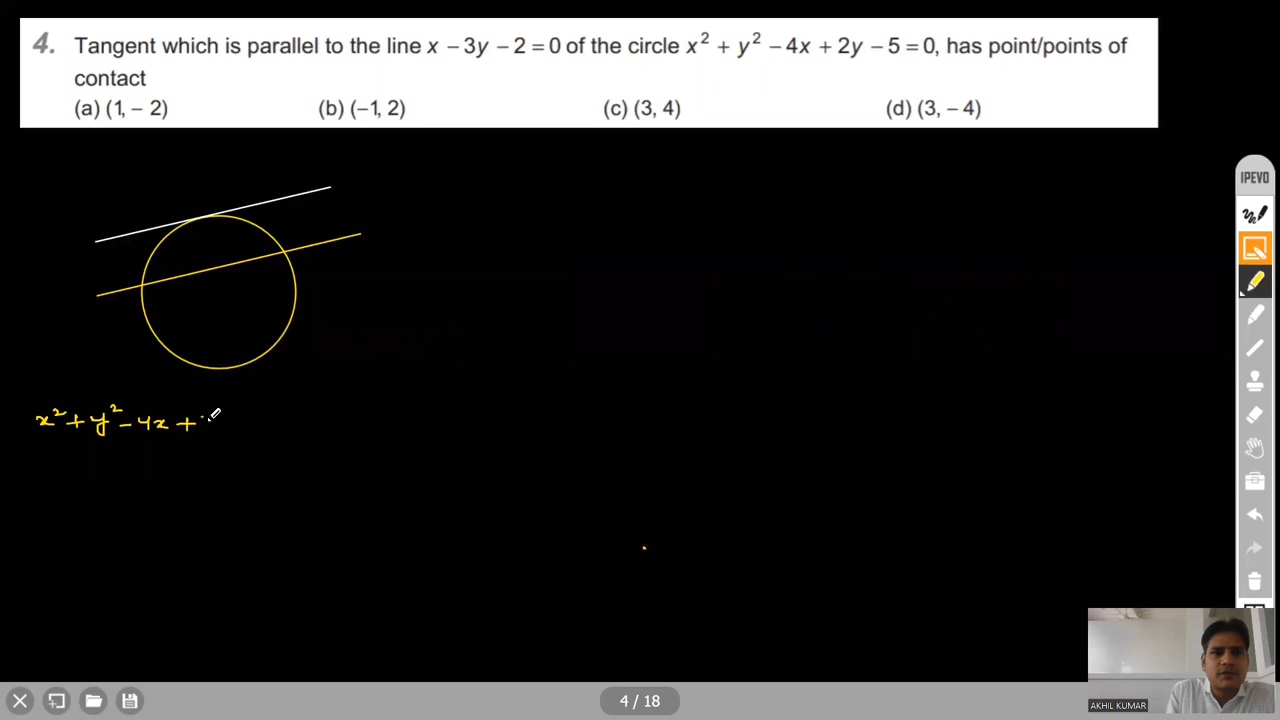 4. Tangent which is parallel to the line x − 3y − 2 = 0 of the circle x² + y² − 4x + 2y − 5 = 0, has point/points of
contact
(a) (1, − 2) (b) (−1, 2) (c) (3, 4) (d) (3, − 4)
IPEVO
x² + y² − 4x +
AKHIL KUMAR
4 / 18